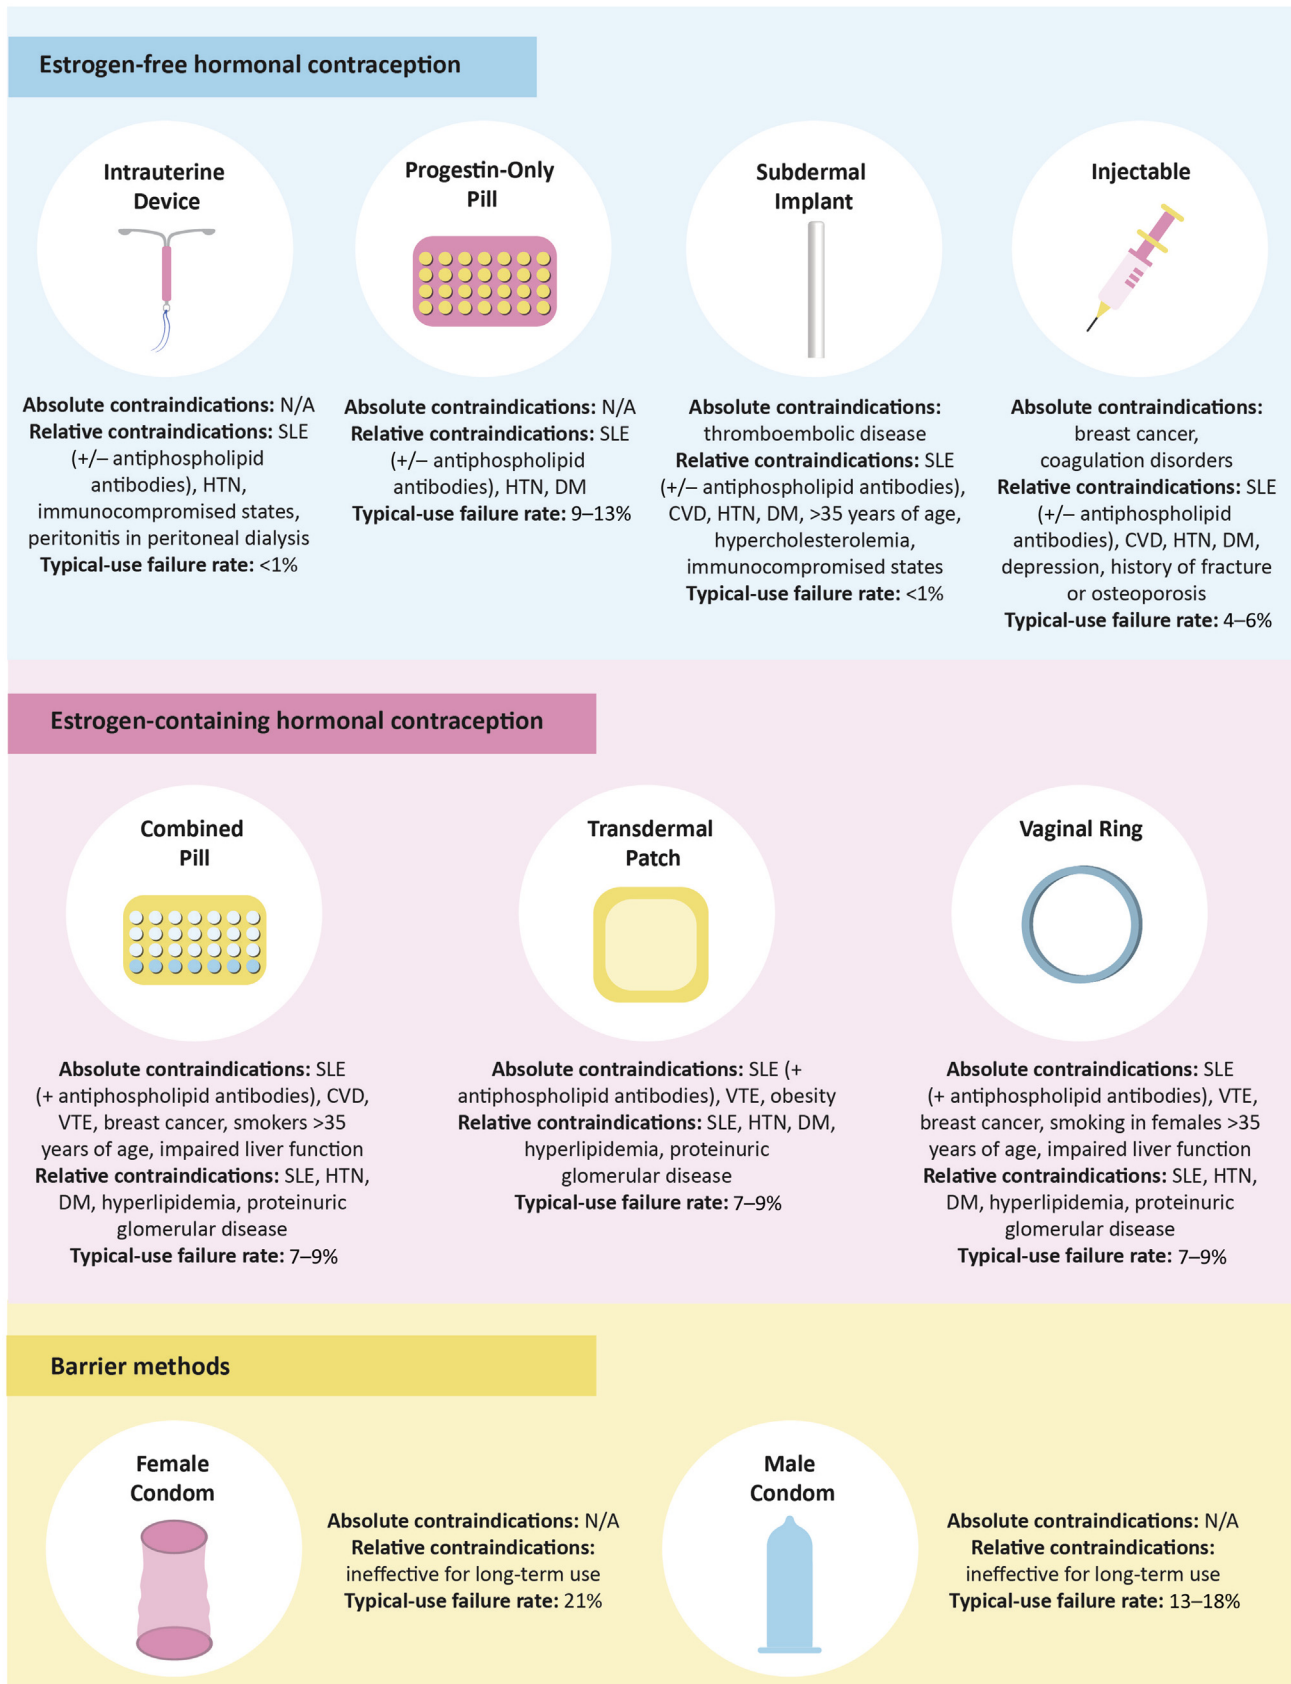 Estrogen-free hormonal contraception
Intrauterine
Device
Absolute contraindications: N/A
Relative contraindications: SLE
(+/– antiphospholipid
antibodies), HTN,
immunocompromised states,
peritonitis in peritoneal dialysis
Typical-use failure rate: <1%
Progestin-Only
Pill
Absolute contraindications: N/A
Relative contraindications: SLE
(+/– antiphospholipid
antibodies), HTN, DM
Typical-use failure rate: 9–13%
Subdermal
Implant
Absolute contraindications:
thromboembolic disease
Relative contraindications: SLE
(+/– antiphospholipid antibodies),
CVD, HTN, DM, >35 years of age,
hypercholesterolemia,
immunocompromised states
Typical-use failure rate: <1%
Injectable
Absolute contraindications:
breast cancer,
coagulation disorders
Relative contraindications: SLE
(+/– antiphospholipid
antibodies), CVD, HTN, DM,
depression, history of fracture
or osteoporosis
Typical-use failure rate: 4–6%
Estrogen-containing hormonal contraception
Combined
Pill
Absolute contraindications: SLE
(+ antiphospholipid antibodies), CVD,
VTE, breast cancer, smokers >35
years of age, impaired liver function
Relative contraindications: SLE, HTN,
DM, hyperlipidemia, proteinuric
glomerular disease
Typical-use failure rate: 7–9%
Transdermal
Patch
Absolute contraindications: SLE (+
antiphospholipid antibodies), VTE, obesity
Relative contraindications: SLE, HTN, DM,
hyperlipidemia, proteinuric
glomerular disease
Typical-use failure rate: 7–9%
Vaginal Ring
Absolute contraindications: SLE
(+ antiphospholipid antibodies), VTE,
breast cancer, smoking in females >35
years of age, impaired liver function
Relative contraindications: SLE, HTN,
DM, hyperlipidemia, proteinuric
glomerular disease
Typical-use failure rate: 7–9%
Barrier methods
Female
Condom
Absolute contraindications: N/A
Relative contraindications:
ineffective for long-term use
Typical-use failure rate: 21%
Male
Condom
Absolute contraindications: N/A
Relative contraindications:
ineffective for long-term use
Typical-use failure rate: 13–18%